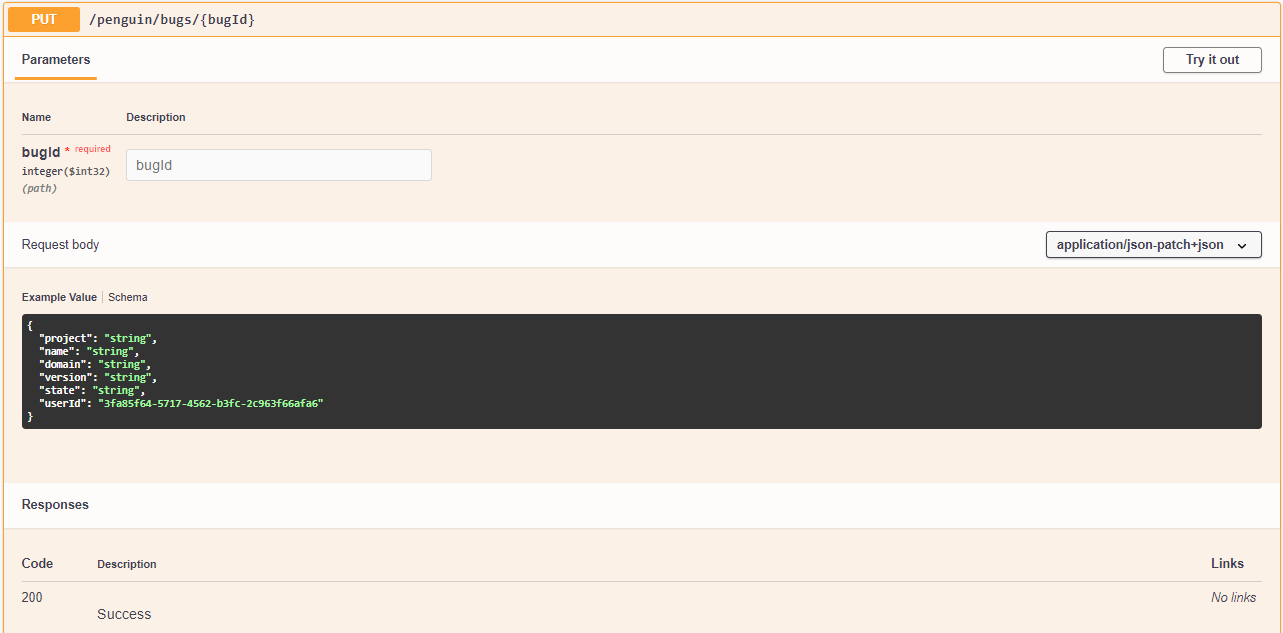 PUT /penguin/bugs/{bugId}
Parameters Try it out
Name Description
bugId * required
integer($int32)
(path)
bugId
Request body application/json-patch+json
Example Value Schema
{
"project": "string",
"name": "string",
"domain": "string",
"version": "string",
"state": "string",
"userId": "3fa85f64-5717-4562-b3fc-2c963f66afa6"
}
Responses
Code Description Links
200 No links
Success